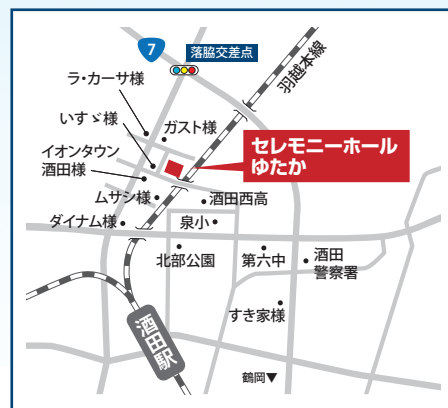 7
落脇交差点
羽越本線
ラ・カーサ様
ガスト様
いすゞ様
セレモニーホール
ゆたか
イオンタウン
酒田様
ムサシ様
酒田西高
ダイナム様
泉小
北部公園
第六中
酒田
警察署
すき家様
酒田駅
鶴岡▼